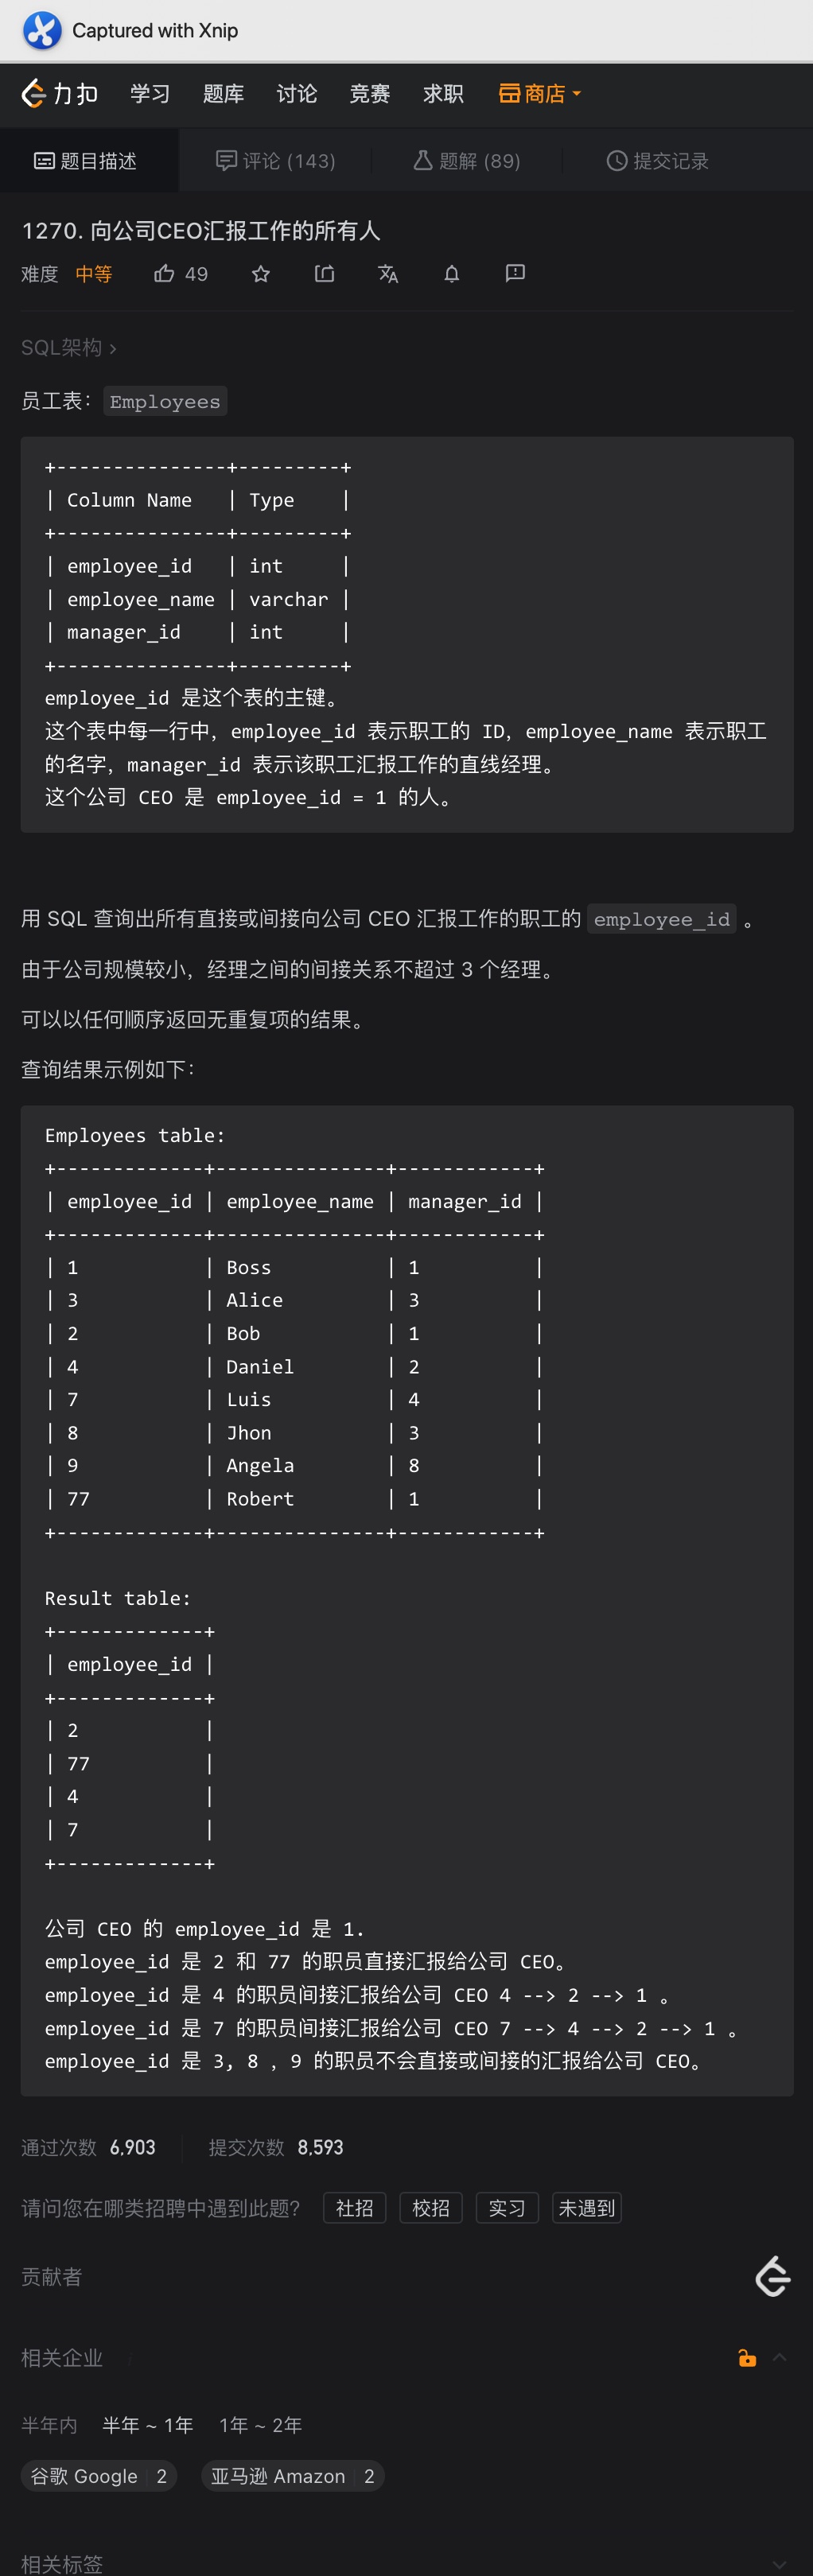 Captured with Xnip
力扣 学习 题库 讨论 竞赛 求职 商店
题目描述 评论 (143) 题解 (89) 提交记录
1270. 向公司CEO汇报工作的所有人
难度 中等 49
SQL架构 >
员工表： Employees
+---------------+---------+
| Column Name   | Type    |
+---------------+---------+
| employee_id   | int     |
| employee_name | varchar |
| manager_id    | int     |
+---------------+---------+
employee_id 是这个表的主键。
这个表中每一行中，employee_id 表示职工的 ID，employee_name 表示职工
的名字，manager_id 表示该职工汇报工作的直线经理。
这个公司 CEO 是 employee_id = 1 的人。
用 SQL 查询出所有直接或间接向公司 CEO 汇报工作的职工的 employee_id 。
由于公司规模较小，经理之间的间接关系不超过 3 个经理。
可以以任何顺序返回无重复项的结果。
查询结果示例如下：
Employees table:
+-------------+---------------+------------+
| employee_id | employee_name | manager_id |
+-------------+---------------+------------+
| 1           | Boss          | 1          |
| 3           | Alice         | 3          |
| 2           | Bob           | 1          |
| 4           | Daniel        | 2          |
| 7           | Luis          | 4          |
| 8           | Jhon          | 3          |
| 9           | Angela        | 8          |
| 77          | Robert        | 1          |
+-------------+---------------+------------+
Result table:
+-------------+
| employee_id |
+-------------+
| 2           |
| 77          |
| 4           |
| 7           |
+-------------+
公司 CEO 的 employee_id 是 1.
employee_id 是 2 和 77 的职员直接汇报给公司 CEO。
employee_id 是 4 的职员间接汇报给公司 CEO 4 --> 2 --> 1 。
employee_id 是 7 的职员间接汇报给公司 CEO 7 --> 4 --> 2 --> 1 。
employee_id 是 3, 8 , 9 的职员不会直接或间接的汇报给公司 CEO。
通过次数 6,903 提交次数 8,593
请问您在哪类招聘中遇到此题？ 社招 校招 实习 未遇到
贡献者
相关企业
半年内 半年 ~ 1年 1年 ~ 2年
谷歌 Google 2 亚马逊 Amazon 2
相关标签